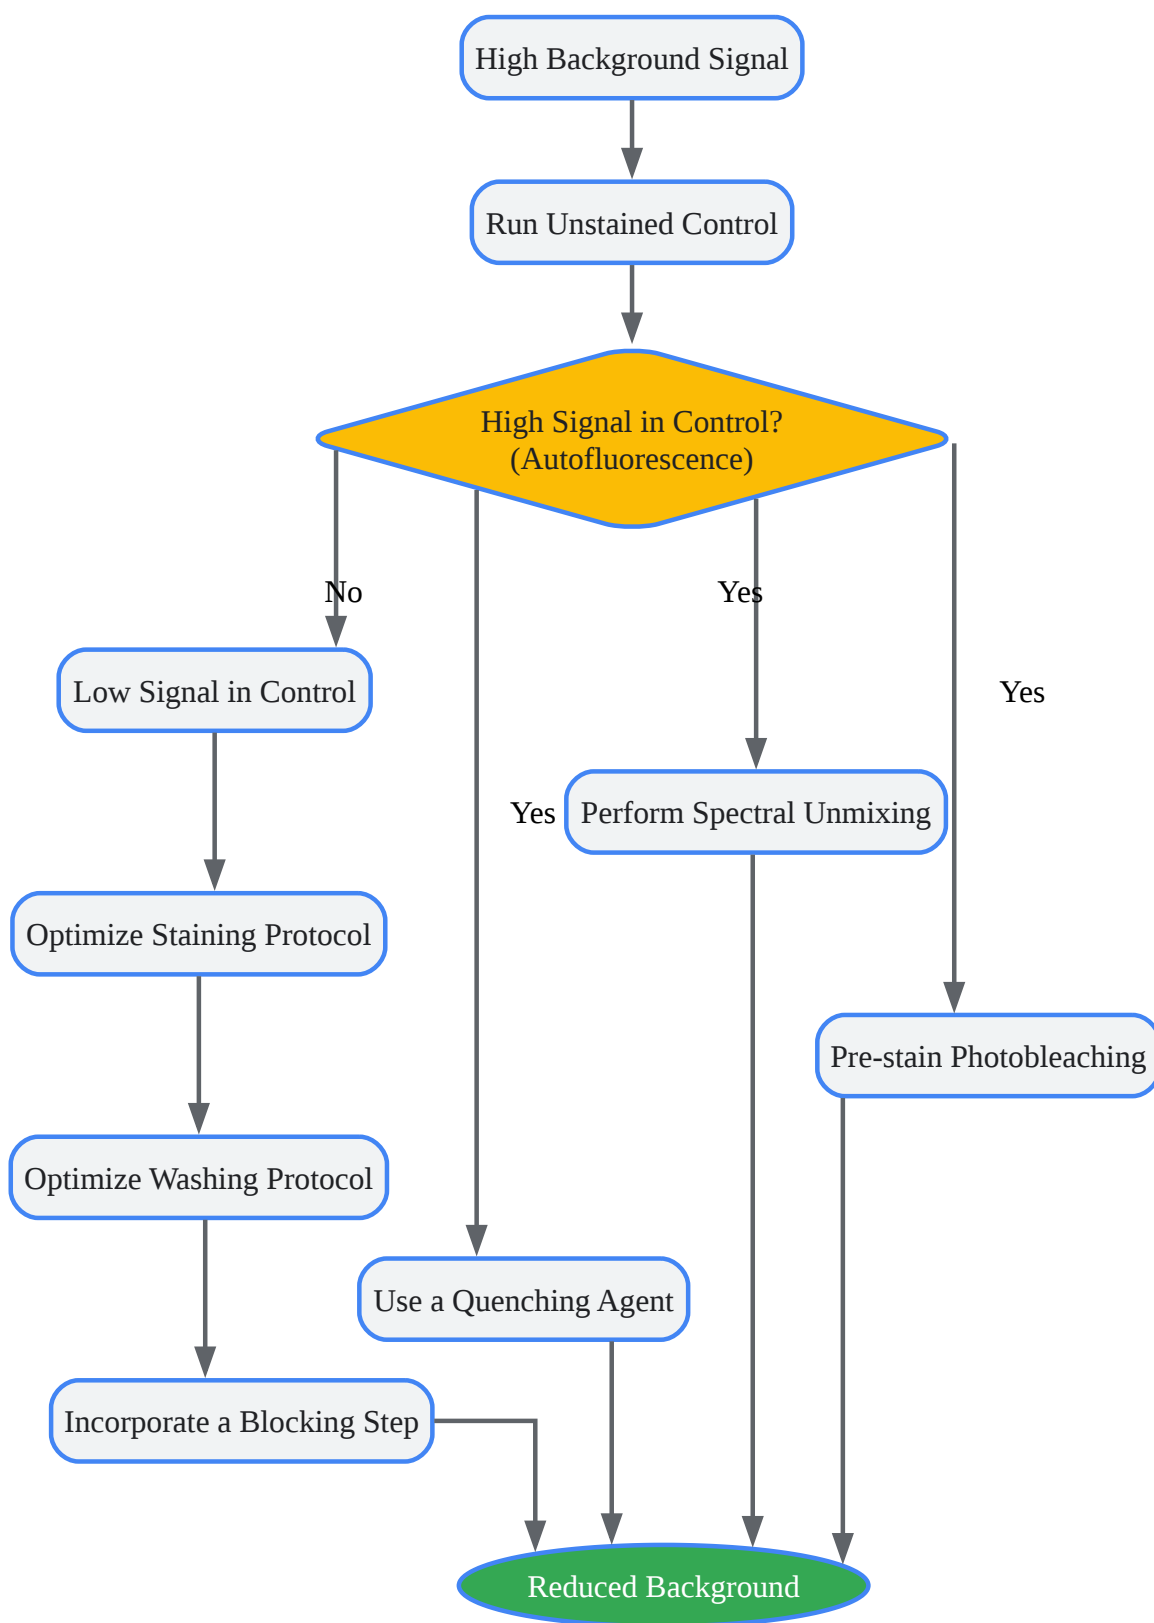 High Background Signal
Run Unstained Control
High Signal in Control?
(Autofluorescence)
No
Yes
Low Signal in Control
Yes
Yes
Perform Spectral Unmixing
Optimize Staining Protocol
Pre-stain Photobleaching
Optimize Washing Protocol
Use a Quenching Agent
Incorporate a Blocking Step
Reduced Background